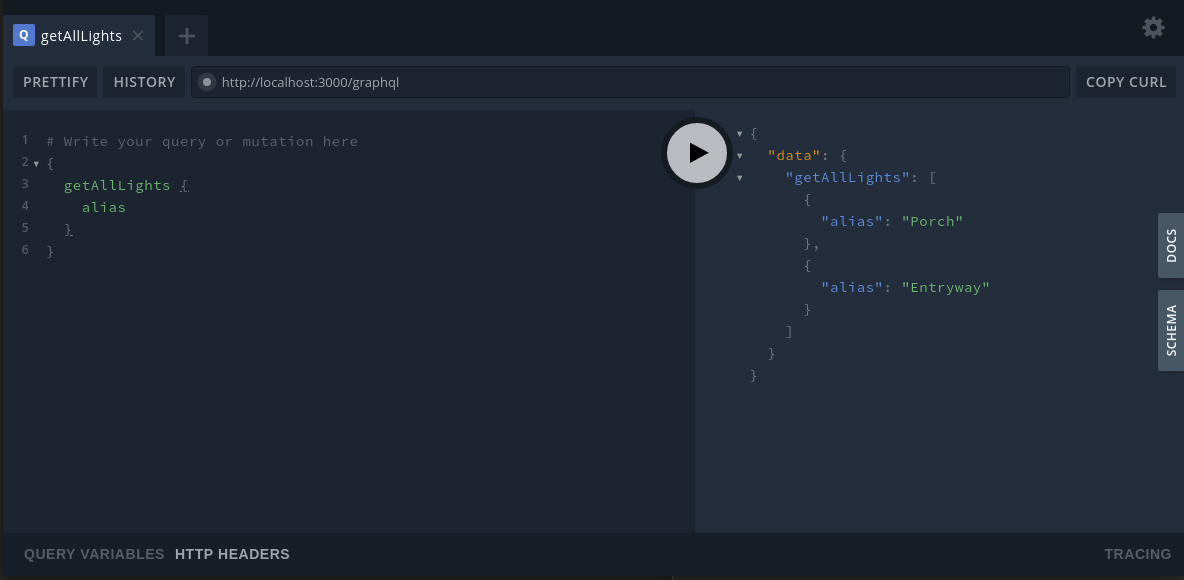 Q getAllLights
PRETTIFY HISTORY http://localhost:3000/graphql COPY CURL
1 # Write your query or mutation here
2 {
3 getAllLights {
4 alias
5 }
6 }
{
"data": {
"getAllLights": [
{
"alias": "Porch"
},
{
"alias": "Entryway"
}
]
}
}
DOCS
SCHEMA
QUERY VARIABLES HTTP HEADERS TRACING